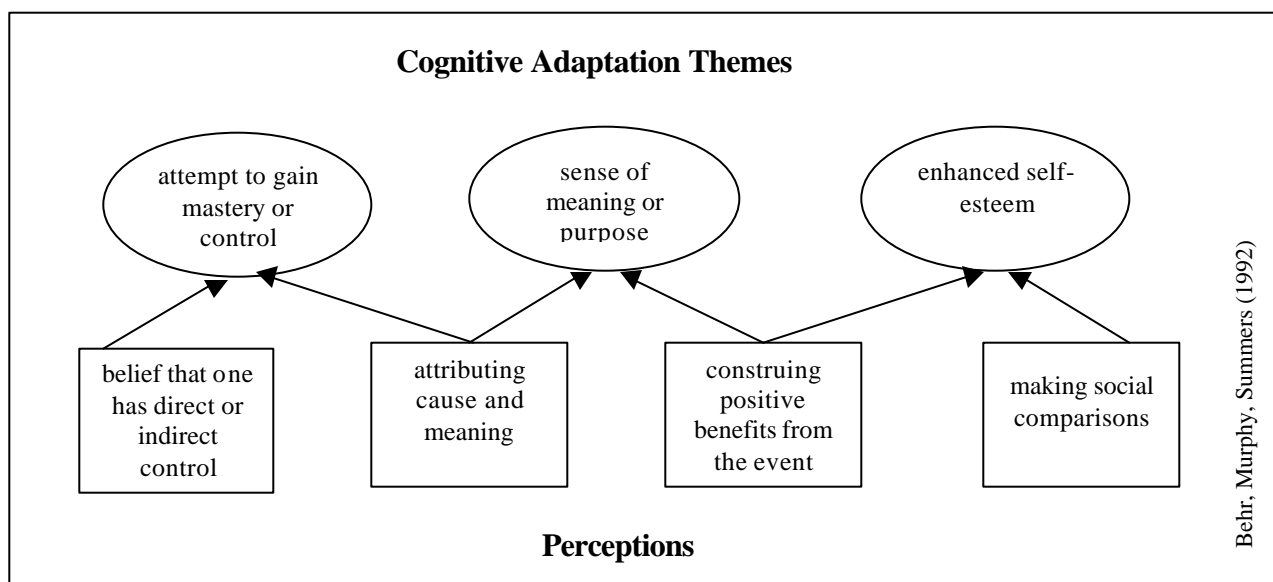 Cognitive Adaptation Themes
attempt to gain
mastery or
control
sense of
meaning or
purpose
enhanced self-
esteem
belief that one
has direct or
indirect
control
attributing
cause and
meaning
construing
positive
benefits from
the event
making social
comparisons
Perceptions
Behr, Murphy, Summers (1992)